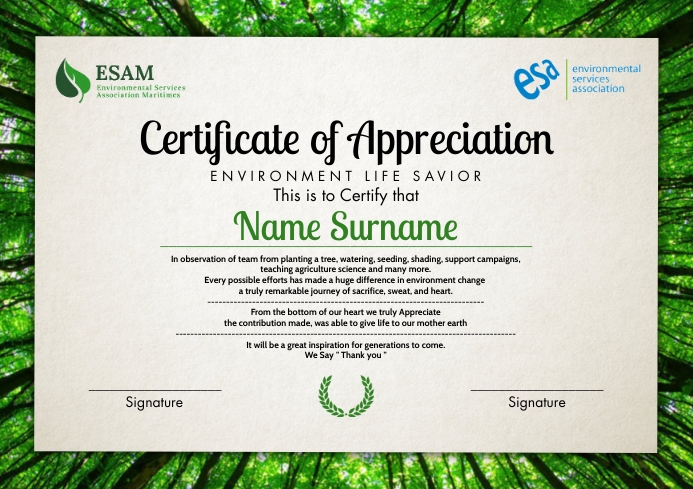 ESAM
Environmental Services
Association Maritimes
esa
environmental
services
association
Certificate of Appreciation
ENVIRONMENT LIFE SAVIOR
This is to Certify that
Name Surname
In observation of team from planting a tree, watering, seeding, shading, support campaigns,
teaching agriculture science and many more.
Every possible efforts has made a huge difference in environment change
a truly remarkable journey of sacrifice, sweat, and heart.
From the bottom of our heart we truly Appreciate
the contribution made, was able to give life to our mother earth
It will be a great inspiration for generations to come.
We Say " Thank you "
Signature
Signature